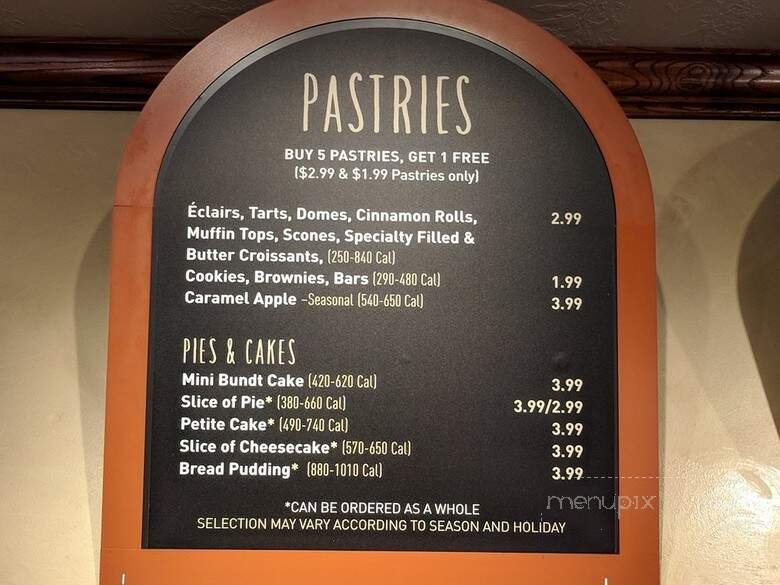 PASTRIES
BUY 5 PASTRIES, GET 1 FREE
($2.99 & $1.99 Pastries only)
Éclairs, Tarts, Domes, Cinnamon Rolls, 2.99
Muffin Tops, Scones, Specialty Filled &
Butter Croissants, (250-840 Cal)
Cookies, Brownies, Bars (290-480 Cal) 1.99
Caramel Apple –Seasonal (540-650 Cal) 3.99
PIES & CAKES
Mini Bundt Cake (420-620 Cal) 3.99
Slice of Pie* (380-660 Cal) 3.99/2.99
Petite Cake* (490-740 Cal) 3.99
Slice of Cheesecake* (570-650 Cal) 3.99
Bread Pudding* (880-1010 Cal) 3.99
menupix
*CAN BE ORDERED AS A WHOLE
SELECTION MAY VARY ACCORDING TO SEASON AND HOLIDAY